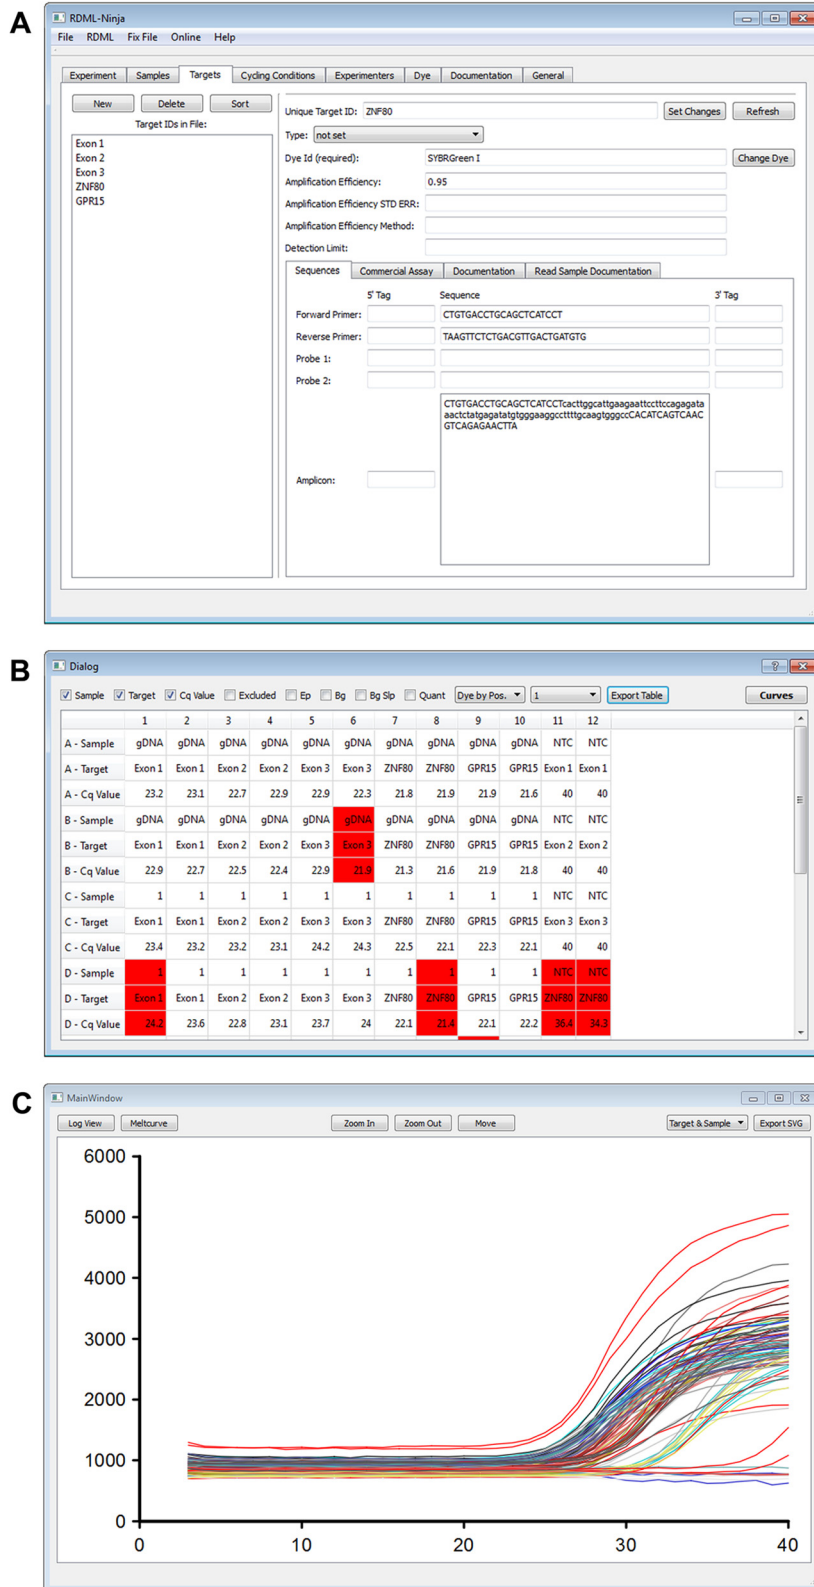 A
RDML-Ninja
File RDML Fix File Online Help
Experiment Samples Targets Cycling Conditions Experimenters Dye Documentation General
New Delete Sort
Target IDs in File:
Exon 1
Exon 2
Exon 3
ZNF80
GPR15
Unique Target ID: ZNF80 Set Changes Refresh
Type: not set
Dye Id (required): SYBRGreen I Change Dye
Amplification Efficiency: 0.95
Amplification Efficiency STD ERR:
Amplification Efficiency Method:
Detection Limit:
Sequences Commercial Assay Documentation Read Sample Documentation
5' Tag Sequence 3' Tag
Forward Primer: CTGTGACCTGCAGCTCATCCT
Reverse Primer: TAAGTTCTCTGACGTTGACTGATGTG
Probe 1:
Probe 2:
CTGTGACCTGCAGCTCATCCTcacttggcattgaagaattccttccagagata
aactctatgagatatgtgggaaggccttttgcaagtgggccCACATCAGTCAAC
GTCAGAGAACTTA
Amplicon:
B
Dialog
Sample Target Cq Value Excluded Ep Bg Bg Slp Quant Dye by Pos. 1 Export Table Curves
1 2 3 4 5 6 7 8 9 10 11 12
A - Sample gDNA gDNA gDNA gDNA gDNA gDNA gDNA gDNA gDNA gDNA NTC NTC
A - Target Exon 1 Exon 1 Exon 2 Exon 2 Exon 3 Exon 3 ZNF80 ZNF80 GPR15 GPR15 Exon 1 Exon 1
A - Cq Value 23.2 23.1 22.7 22.9 22.9 22.3 21.8 21.9 21.9 21.6 40 40
B - Sample gDNA gDNA gDNA gDNA gDNA gDNA gDNA gDNA gDNA gDNA NTC NTC
B - Target Exon 1 Exon 1 Exon 2 Exon 2 Exon 3 Exon 3 ZNF80 ZNF80 GPR15 GPR15 Exon 2 Exon 2
B - Cq Value 22.9 22.7 22.5 22.4 22.9 21.9 21.3 21.6 21.9 21.8 40 40
C - Sample 1 1 1 1 1 1 1 1 1 1 NTC NTC
C - Target Exon 1 Exon 1 Exon 2 Exon 2 Exon 3 Exon 3 ZNF80 ZNF80 GPR15 GPR15 Exon 3 Exon 3
C - Cq Value 23.4 23.2 23.2 23.1 24.2 24.3 22.5 22.1 22.3 22.1 40 40
D - Sample 1 1 1 1 1 1 1 1 1 1 NTC NTC
D - Target Exon 1 Exon 1 Exon 2 Exon 2 Exon 3 Exon 3 ZNF80 ZNF80 GPR15 GPR15 ZNF80 ZNF80
D - Cq Value 24.2 23.6 22.8 23.1 23.7 24 22.1 21.4 22.1 22.2 36.4 34.3
C
MainWindow
Log View Meltcurve Zoom In Zoom Out Move Target & Sample Export SVG
6000
5000
4000
3000
2000
1000
0
0 10 20 30 40